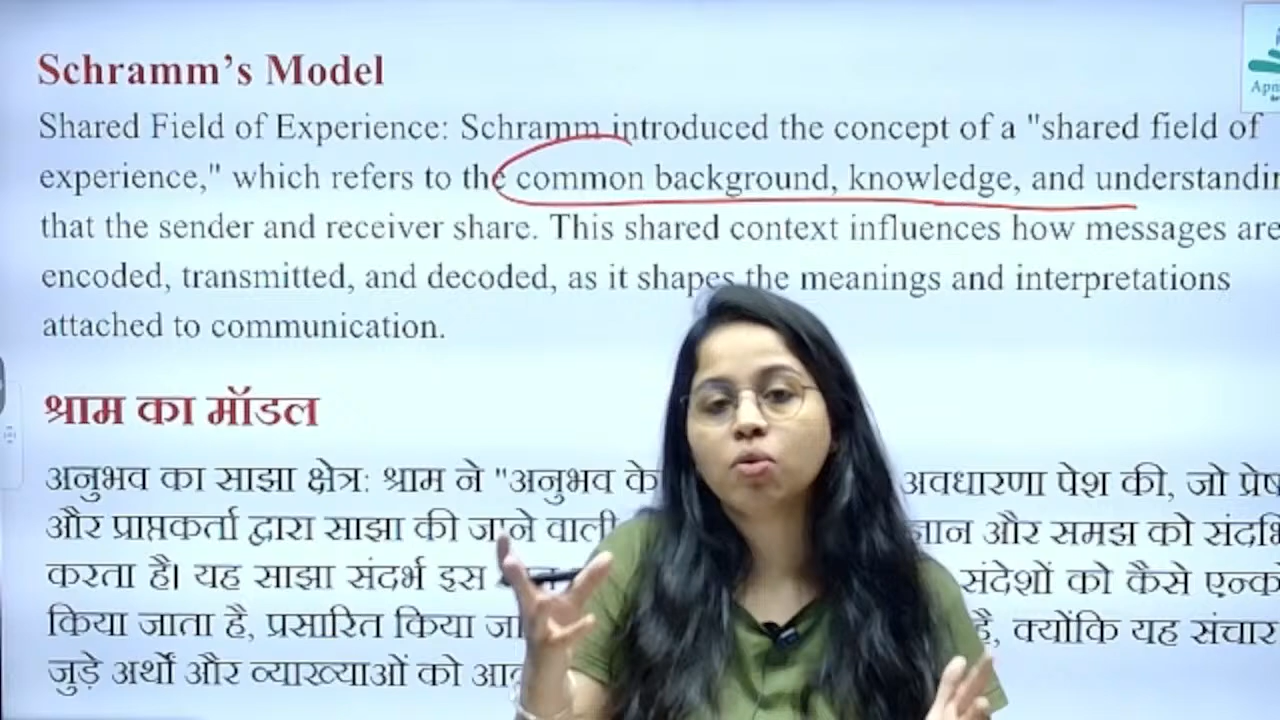 Schramm's Model
Shared Field of Experience: Schramm introduced the concept of a "shared field of
experience," which refers to the common background, knowledge, and
that the sender and receiver share. This shared context influences how messages are
encoded, transmitted, and decoded, as it shapes the meanings and interpretations
attached to communication.
श्राम का मॉडल
अनुभव का साझा क्षेत्र: श्राम ने "अनुभव के अवधारणा पेश की, जो
और प्राप्तकर्ता द्वारा साझा की जाने वाली और समझ को
करता है। यह साझा संदर्भ इस संदेशों को कैसे
किया जाता है, प्रसारित किया है, क्योंकि यह संचार
जुड़े अर्थों और व्याख्याओं को